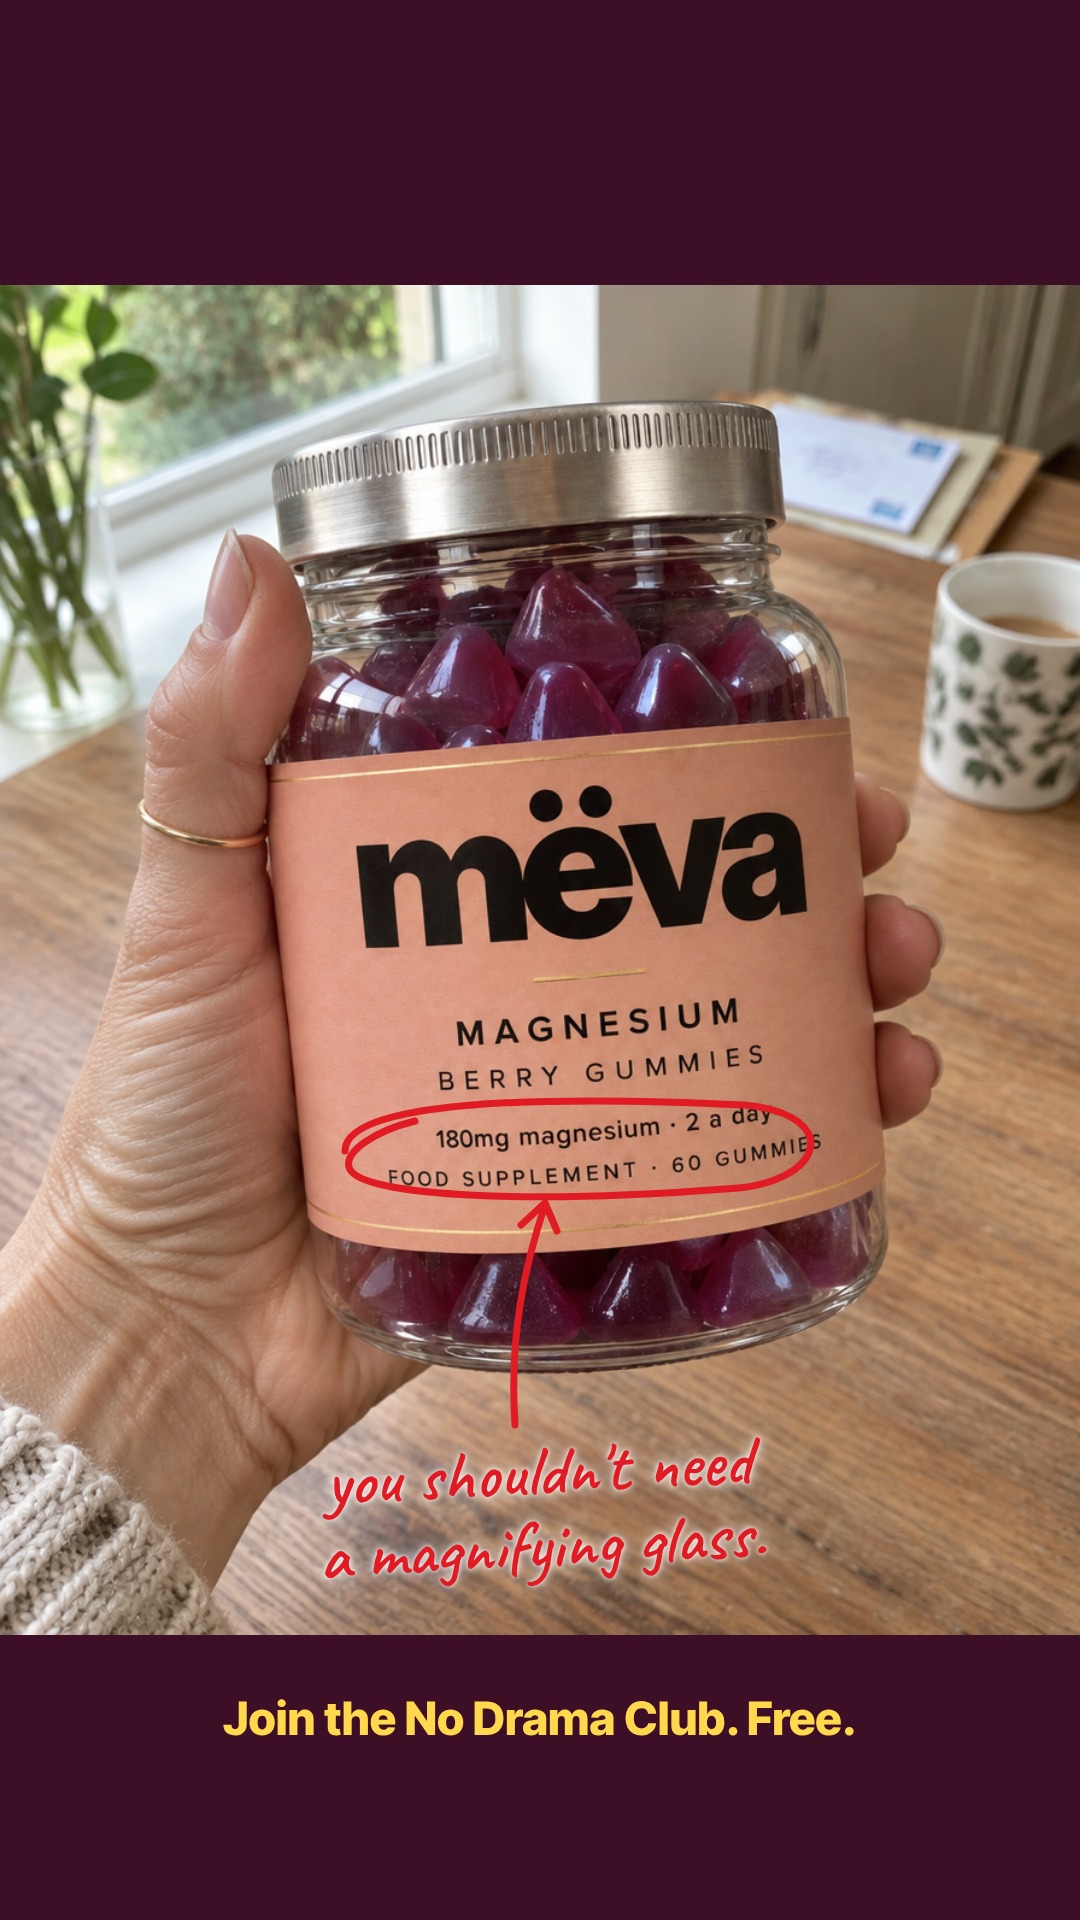 mëva
MAGNESIUM
BERRY GUMMIES
180mg magnesium · 2 a day
FOOD SUPPLEMENT · 60 GUMMIES
you shouldn't need
a magnifying glass.
Join the No Drama Club. Free.